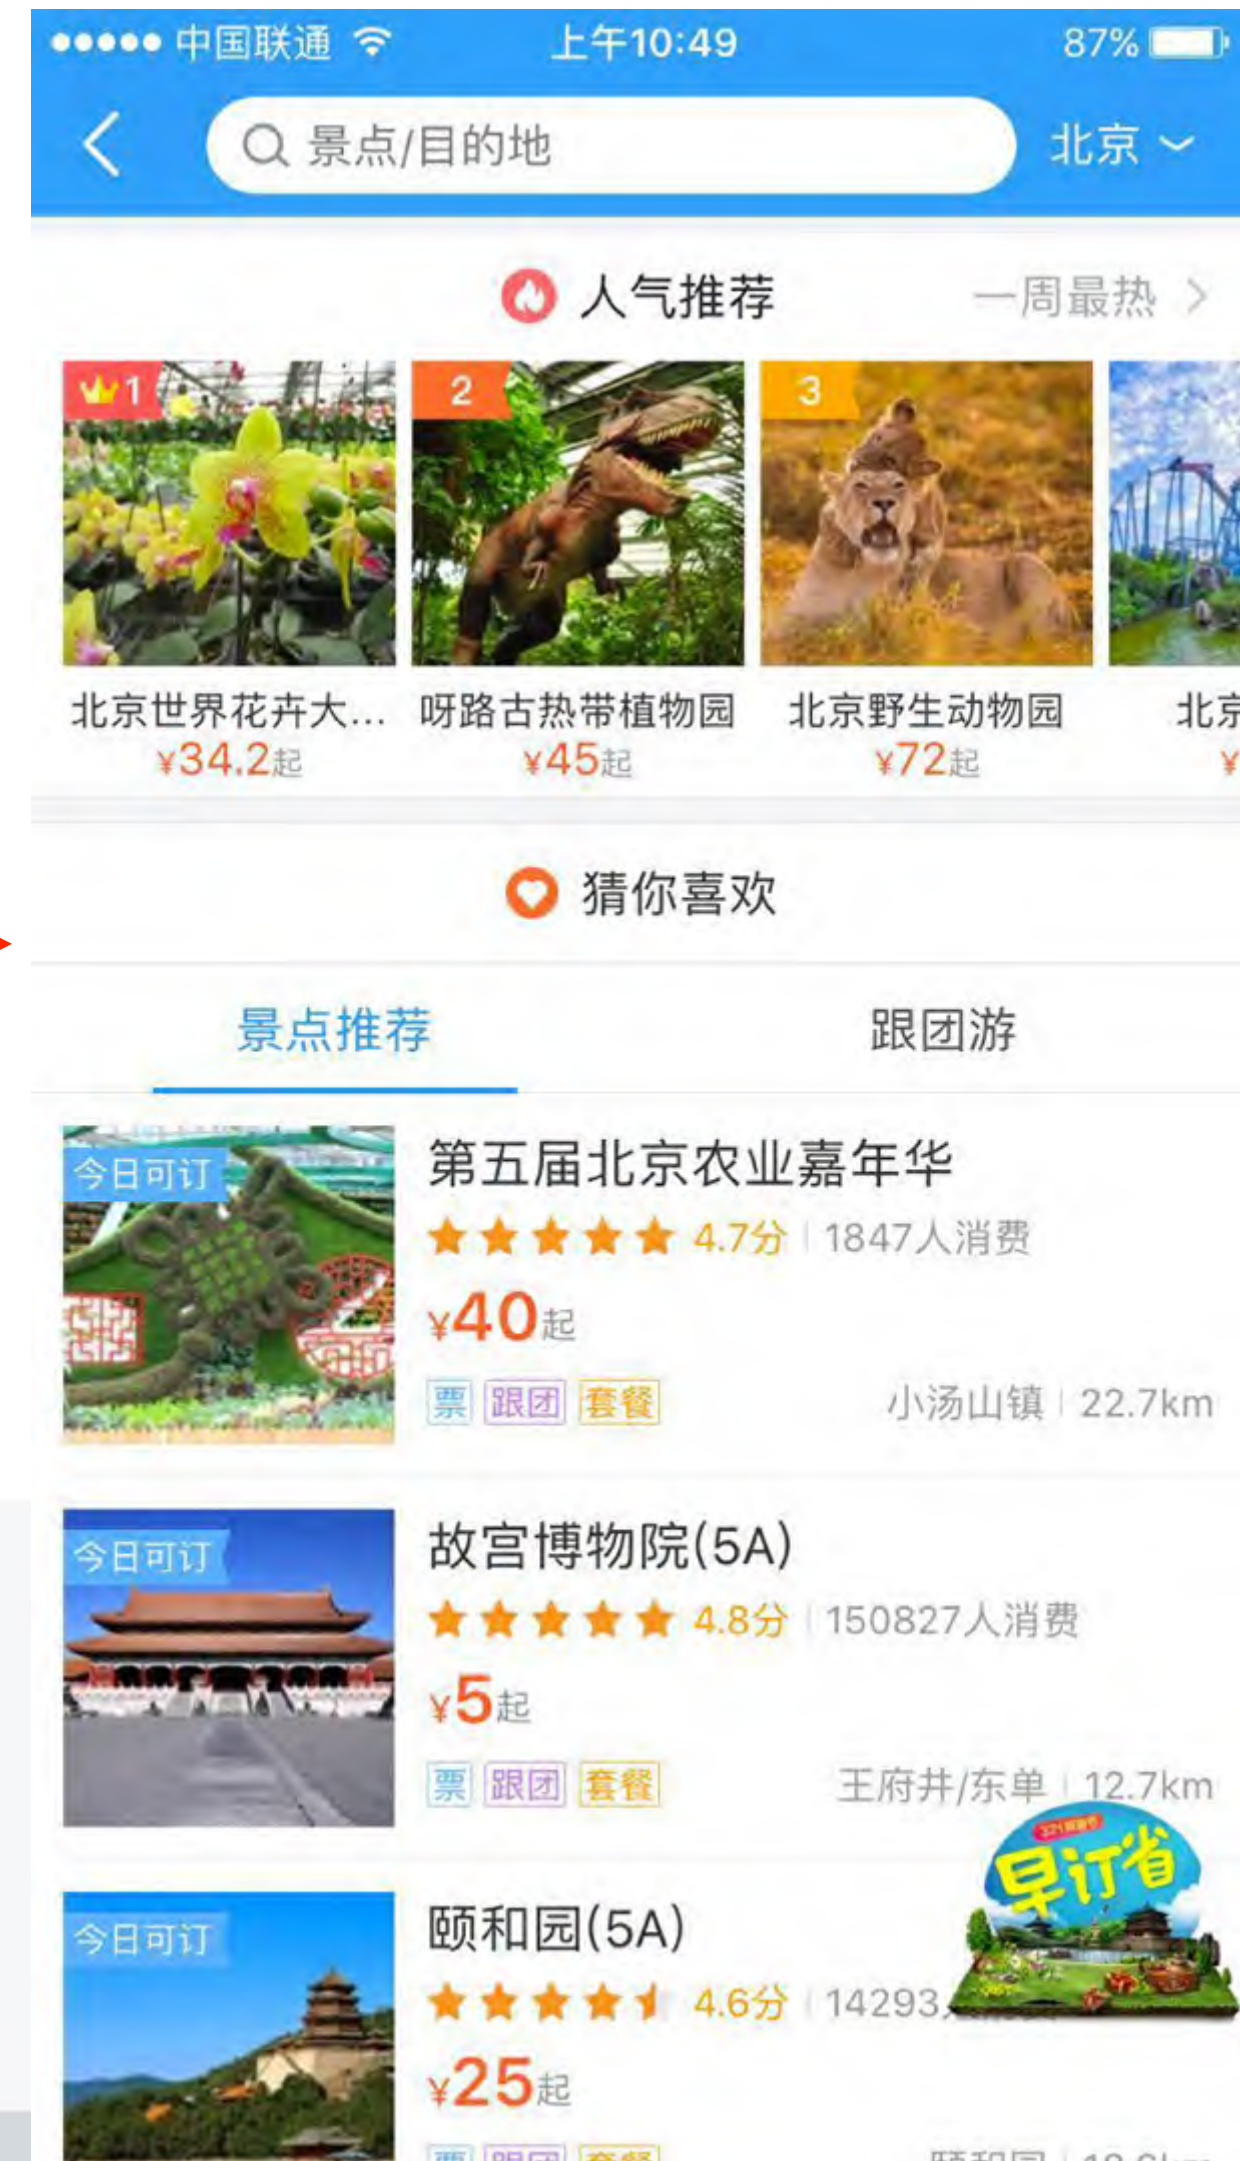 中国联通 上午10:49 87%
景点/目的地 北京
人气推荐 一周最热
1 2 3
北京世界花卉大... 呀路古热带植物园 北京野生动物园 北京
¥34.2起 ¥45起 ¥72起 ¥
猜你喜欢
景点推荐 跟团游
今日可订
第五届北京农业嘉年华
4.7分 1847人消费
¥40起
票 跟团 套餐 小汤山镇 22.7km
今日可订
故宫博物院(5A)
4.8分 150827人消费
¥5起
票 跟团 套餐 王府井/东单 12.7km
早订省
今日可订
颐和园(5A)
4.6分 14293
¥25起
票 跟团 套餐